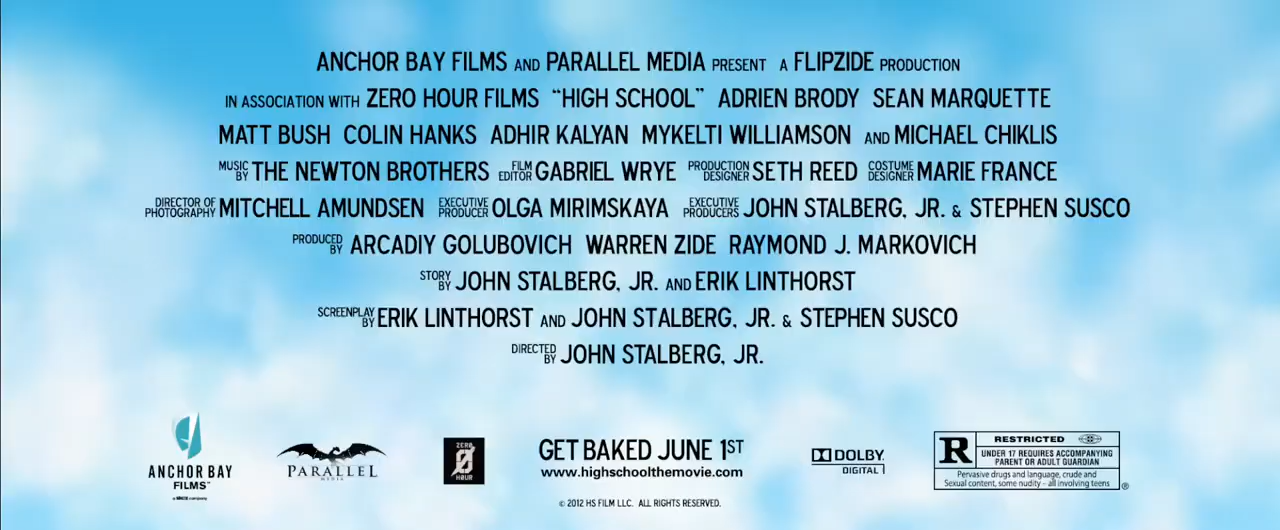 ANCHOR BAY FILMS AND PARALLEL MEDIA PRESENT A FLIPZIDE PRODUCTION
IN ASSOCIATION WITH ZERO HOUR FILMS "HIGH SCHOOL" ADRIEN BRODY SEAN MARQUETTE
MATT BUSH COLIN HANKS ADHIR KALYAN MYKELTI WILLIAMSON AND MICHAEL CHIKLIS
MUSIC BY THE NEWTON BROTHERS FILM EDITOR GABRIEL WRYE PRODUCTION DESIGNER SETH REED COSTUME DESIGNER MARIE FRANCE
DIRECTOR OF PHOTOGRAPHY MITCHELL AMUNDSEN EXECUTIVE PRODUCER OLGA MIRIMSKAYA EXECUTIVE PRODUCERS JOHN STALBERG, JR. & STEPHEN SUSCO
PRODUCED BY ARCADIY GOLUBOVICH WARREN ZIDE RAYMOND J. MARKOVICH
STORY BY JOHN STALBERG, JR. AND ERIK LINTHORST
SCREENPLAY BY ERIK LINTHORST AND JOHN STALBERG, JR. & STEPHEN SUSCO
DIRECTED BY JOHN STALBERG, JR.
ANCHOR BAY
FILMS™
PARALLEL
MEDIA
ZERO
0
HOUR
GET BAKED JUNE 1ST
www.highschoolthemovie.com
© 2012 HS FILM LLC. ALL RIGHTS RESERVED.
DOLBY
DIGITAL
R
RESTRICTED
UNDER 17 REQUIRES ACCOMPANYING
PARENT OR ADULT GUARDIAN
Pervasive drugs and language, crude and
Sexual content, some nudity - all involving teens
®